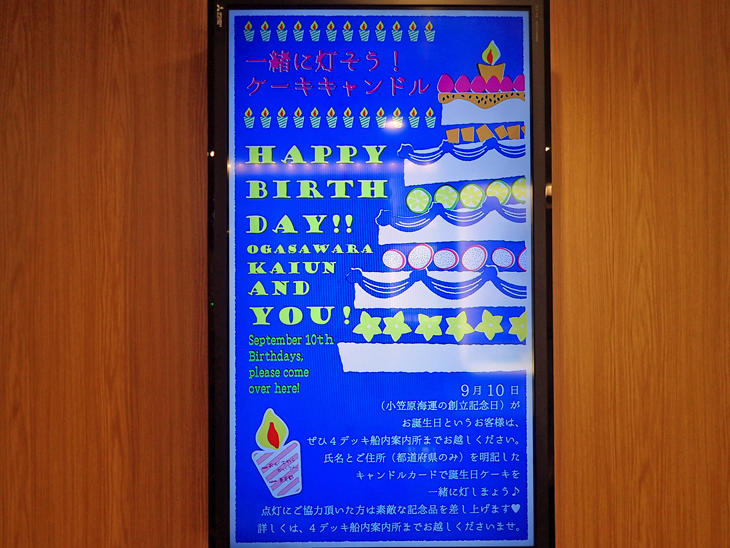 一緒に灯そう！
ケーキキャンドル
HAPPY
BIRTH
DAY!!
OGASAWARA
KAIUN
AND
YOU!
September 10th
Birthdays,
please come
over here!
9月10日
（小笠原海運の創立記念日）が
お誕生日というお客様は、
ぜひ4デッキ船内案内所までお越しください。
氏名とご住所（都道府県のみ）を明記した
キャンドルカードで誕生日ケーキを
一緒に灯しましょう♪
点灯にご協力頂いた方は素敵な記念品を差し上げます♥
詳しくは、4デッキ船内案内所までお越しくださいませ。